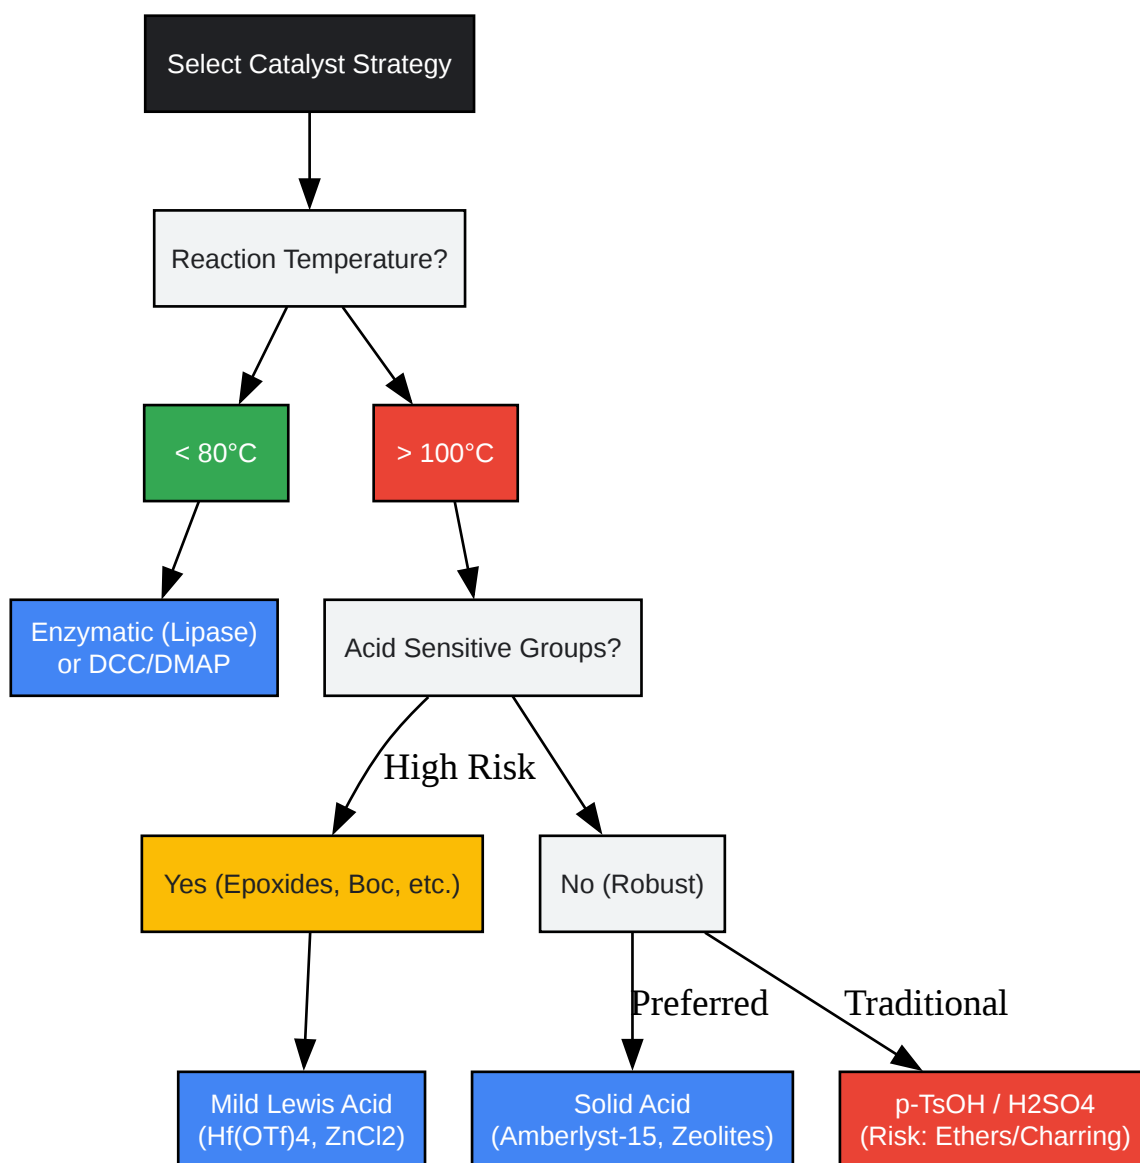 Select Catalyst Strategy
Reaction Temperature?
< 80°C
> 100°C
Enzymatic (Lipase)
or DCC/DMAP
Acid Sensitive Groups?
High Risk
Yes (Epoxides, Boc, etc.)
No (Robust)
Preferred
Traditional
Mild Lewis Acid
(Hf(OTf)4, ZnCl2)
Solid Acid
(Amberlyst-15, Zeolites)
p-TsOH / H2SO4
(Risk: Ethers/Charring)